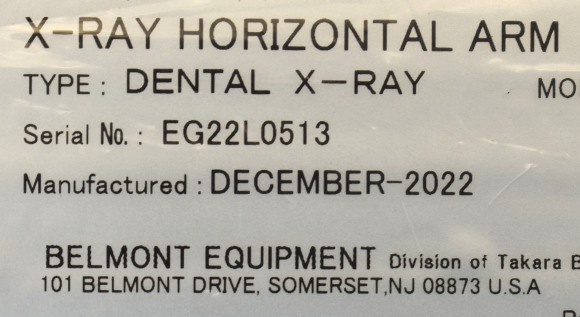 X-RAY HORIZONTAL ARM
TYPE : DENTAL X-RAY MO
Serial No. : EG22L0513
Manufactured : DECEMBER-2022
BELMONT EQUIPMENT Division of Takara B
101 BELMONT DRIVE, SOMERSET,NJ 08873 U.S.A